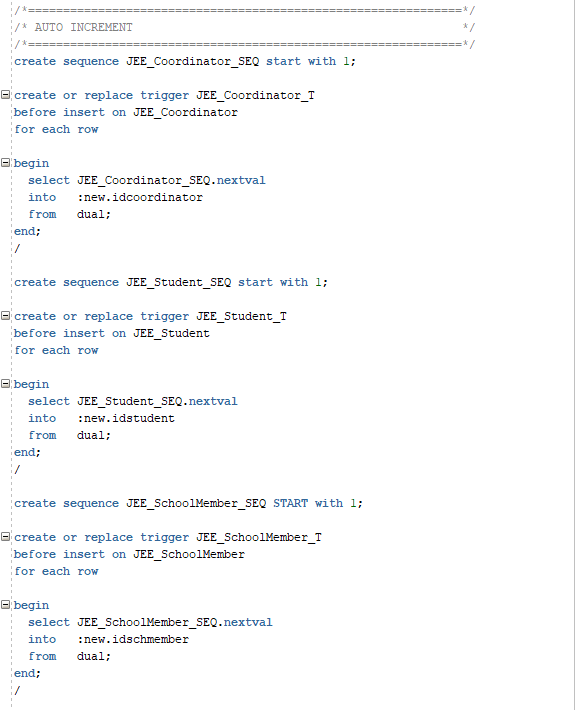 /*==============================================================*/
/* AUTO INCREMENT                                               */
/*==============================================================*/
create sequence JEE_Coordinator_SEQ start with 1;
create or replace trigger JEE_Coordinator_T
before insert on JEE_Coordinator
for each row
begin
  select JEE_Coordinator_SEQ.nextval
  into   :new.idcoordinator
  from   dual;
end;
/
create sequence JEE_Student_SEQ start with 1;
create or replace trigger JEE_Student_T
before insert on JEE_Student
for each row
begin
  select JEE_Student_SEQ.nextval
  into   :new.idstudent
  from   dual;
end;
/
create sequence JEE_SchoolMember_SEQ START with 1;
create or replace trigger JEE_SchoolMember_T
before insert on JEE_SchoolMember
for each row
begin
  select JEE_SchoolMember_SEQ.nextval
  into   :new.idschmember
  from   dual;
end;
/